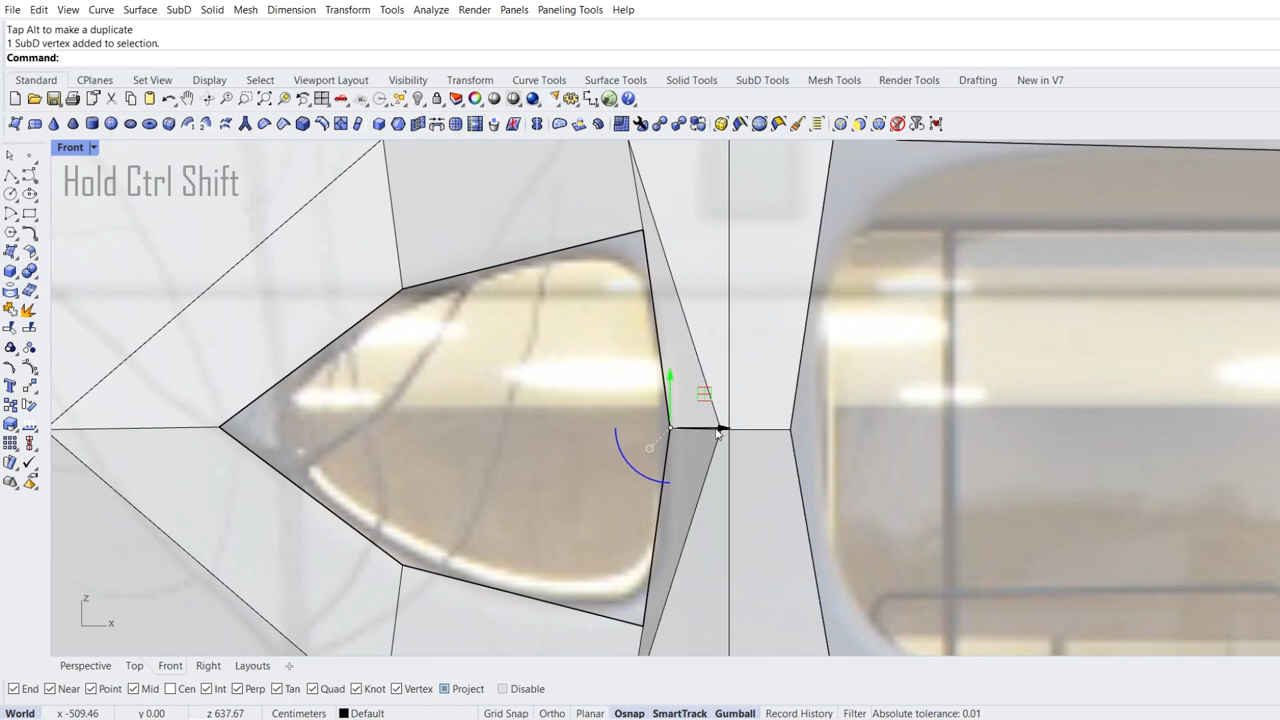 File Edit View Curve Surface SubD Solid Mesh Dimension Transform Tools Analyze Render Panels Paneling Tools Help
Tap Alt to make a duplicate
1 SubD vertex added to selection.
Command:
Standard CPlanes Set View Display Select Viewport Layout Visibility Transform Curve Tools Surface Tools Solid Tools SubD Tools Mesh Tools Render Tools Drafting New in V7
Front
Hold Ctrl Shift
z
x
Perspective Top Front Right Layouts
End Near Point Mid Cen Int Perp Tan Quad Knot Vertex Project Disable
World x -509.46 y 0.00 z 637.67 Centimeters Default Grid Snap Ortho Planar Osnap SmartTrack Gumball Record History Filter Absolute tolerance: 0.01